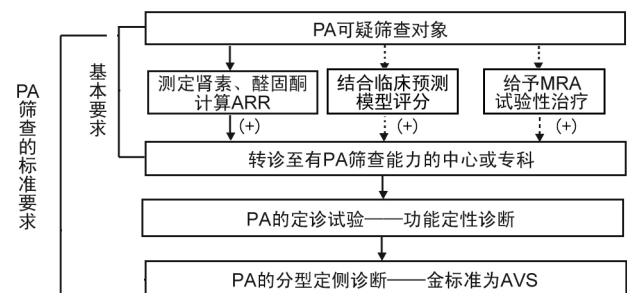 PA可疑筛查对象
测定肾素、醛固酮
计算ARR
结合临床预测
模型评分
给予MRA
试验性治疗
(+)
(+)
(+)
转诊至有PA筛查能力的中心或专科
PA的定诊试验——功能定性诊断
PA的分型定侧诊断——金标准为AVS
基本要求
PA筛查的标准要求